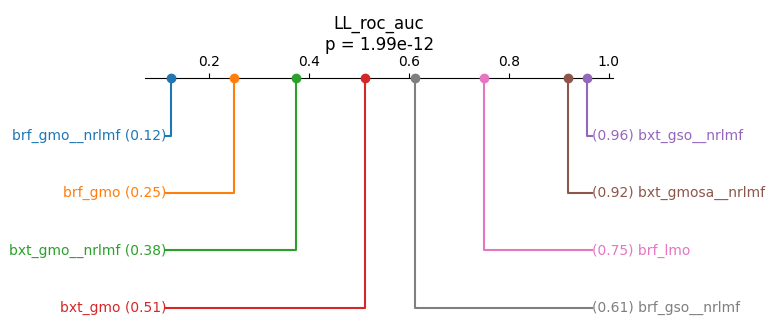 LL_roc_auc
p = 1.99e-12
0.2 0.4 0.6 0.8 1.0
brf_gmo__nrlmf (0.12)
(0.96) bxt_gso__nrlmf
brf_gmo (0.25)
(0.92) bxt_gmosa__nrlmf
bxt_gmo__nrlmf (0.38)
(0.75) brf_lmo
bxt_gmo (0.51)
(0.61) brf_gso__nrlmf